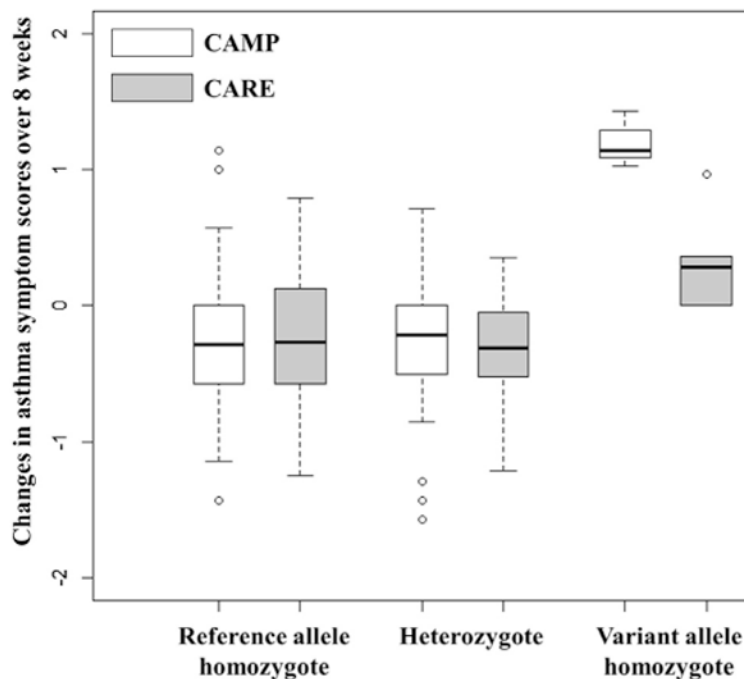 Changes in asthma symptom scores over 8 weeks
2
1
0
-1
-2
CAMP
CARE
Reference allele
homozygote
Heterozygote
Variant allele
homozygote